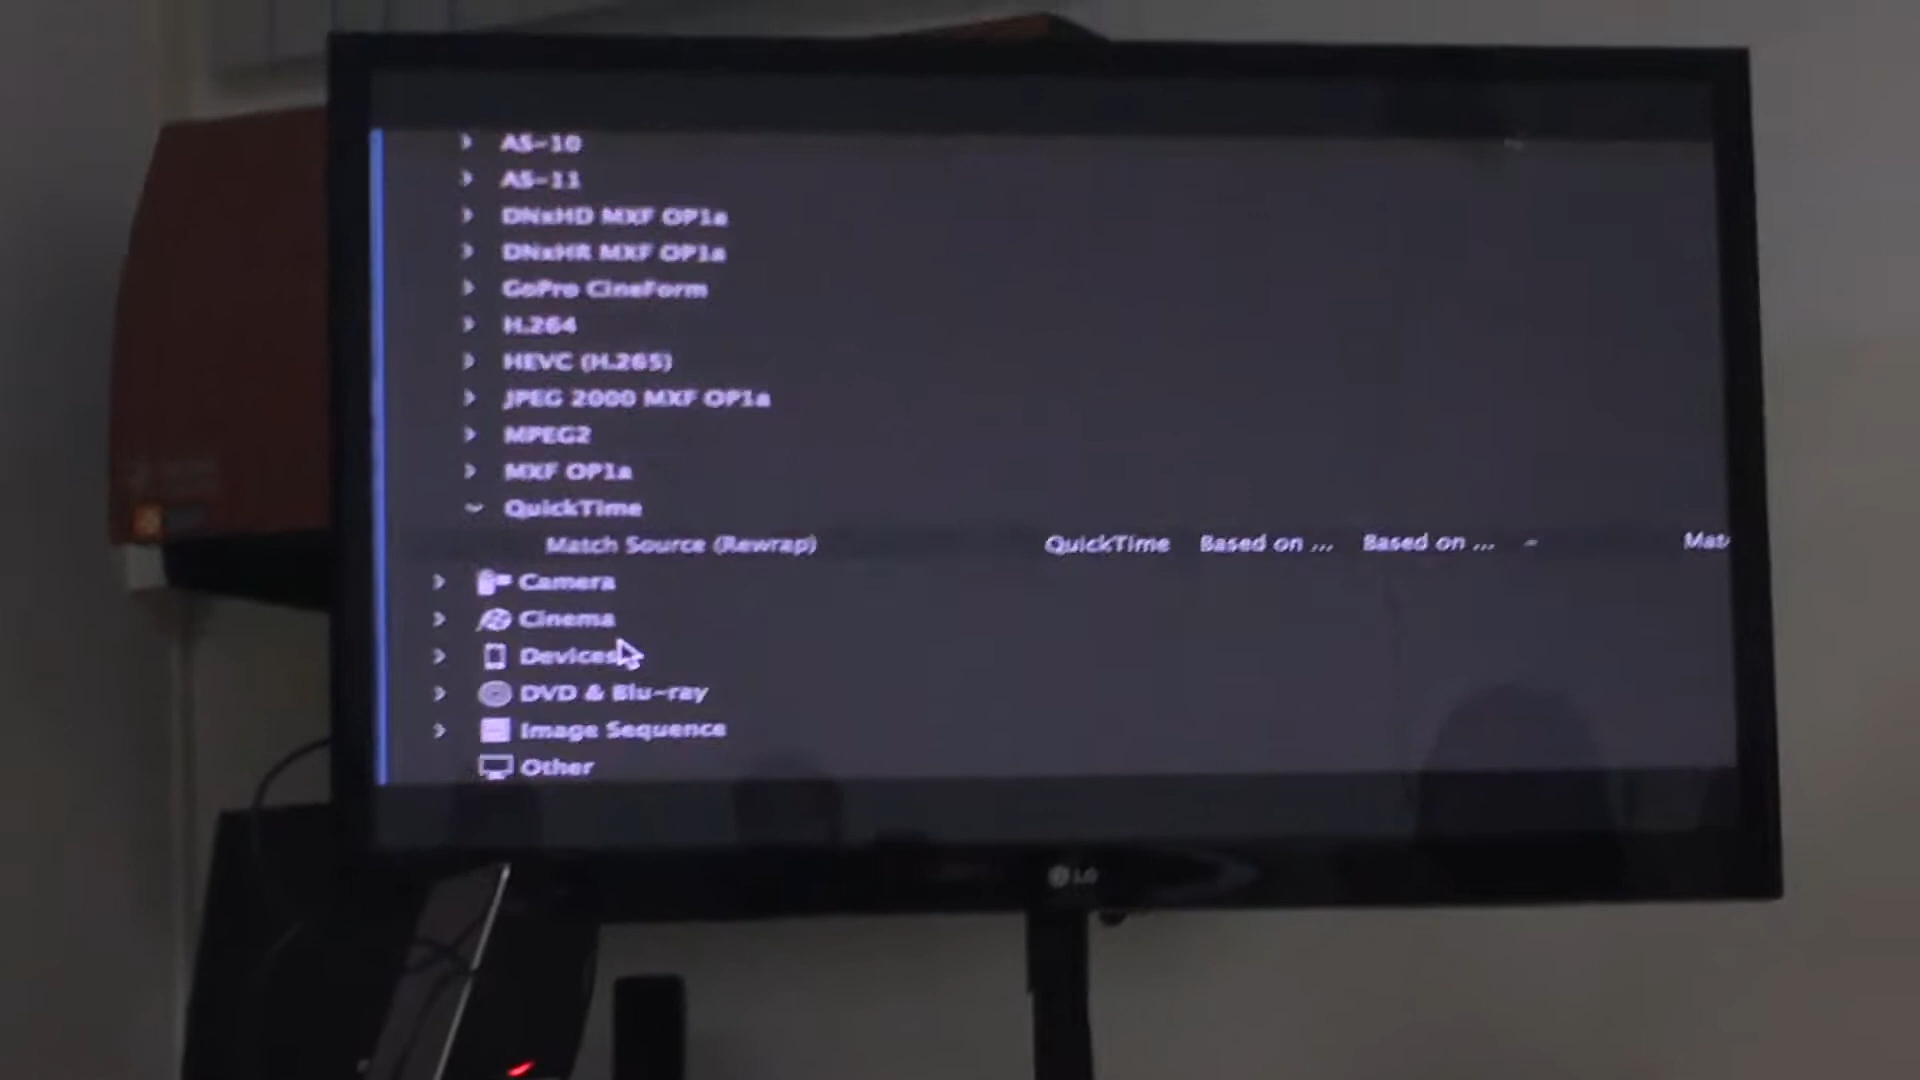 AS-10
AS-11
DNxHD MXF OP1a
DNxHR MXF OP1a
GoPro CineForm
H.264
HEVC (H.265)
JPEG 2000 MXF OP1a
MPEG2
MXF OP1a
QuickTime
Match Source (Rewrap) QuickTime Based on ... Based on ... - Mat
Camera
Cinema
Devices
DVD & Blu-ray
Image Sequence
Other
LG